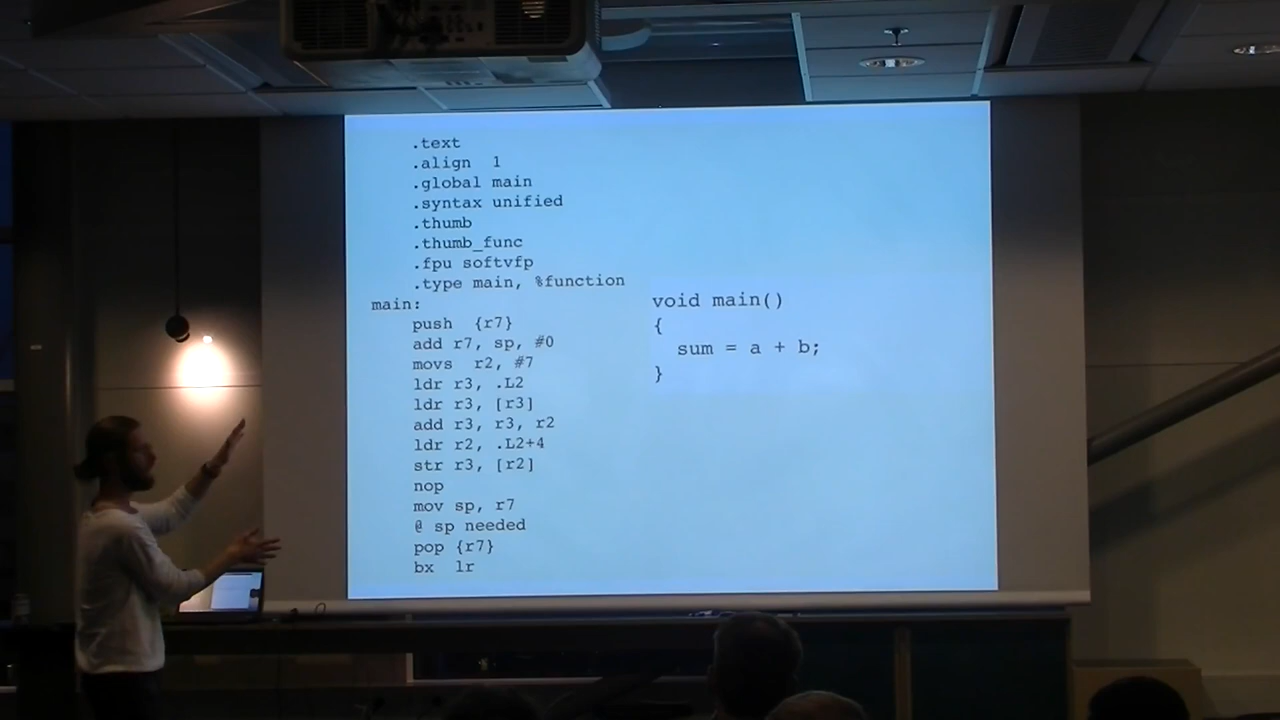 .text
.align 1
.global main
.syntax unified
.thumb
.thumb_func
.fpu softvfp
.type main, %function
main:
push {r7}
add r7, sp, #0
movs r2, #7
ldr r3, .L2
ldr r3, [r3]
add r3, r3, r2
ldr r2, .L2+4
str r3, [r2]
nop
mov sp, r7
@ sp needed
pop {r7}
bx lr
void main()
{
sum = a + b;
}